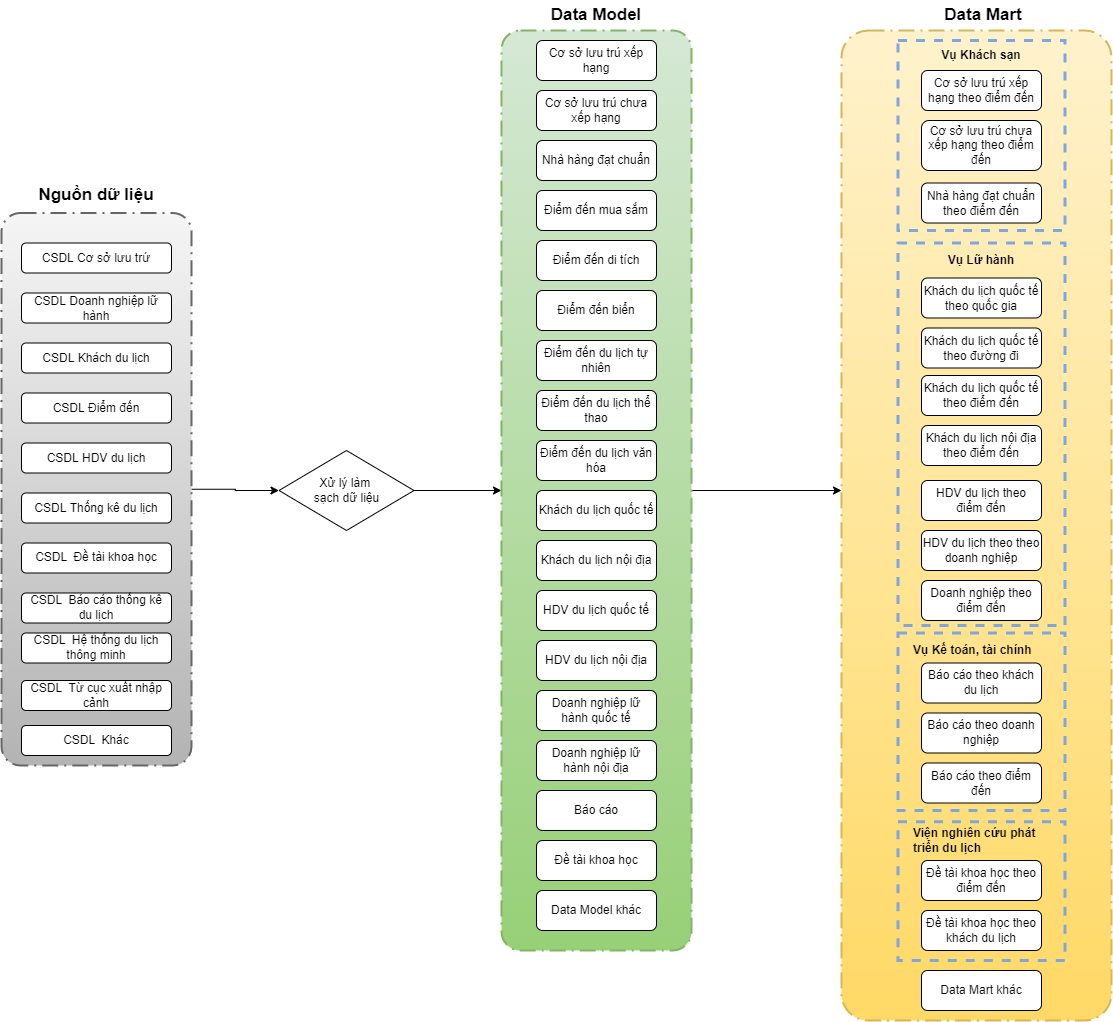 Nguồn dữ liệu
CSDL Cơ sở lưu trứ
CSDL Doanh nghiệp lữ
hành
CSDL Khách du lịch
CSDL Điểm đến
CSDL HDV du lịch
CSDL Thống kê du lịch
CSDL  Đề tài khoa học
CSDL  Báo cáo thống kê
du lịch
CSDL  Hệ thống du lịch
thông minh
CSDL  Từ cục xuất nhập
cảnh
CSDL  Khác
Xử lý làm
sạch dữ liệu
Data Model
Cơ sở lưu trú xếp
hạng
Cơ sở lưu trú chưa
xếp hạng
Nhà hàng đạt chuẩn
Điểm đến mua sắm
Điểm đến di tích
Điểm đến biển
Điểm đến du lịch tự
nhiên
Điểm đến du lịch thể
thao
Điểm đến du lịch văn
hóa
Khách du lịch quốc tế
Khách du lịch nội địa
HDV du lịch quốc tế
HDV du lịch nội địa
Doanh nghiệp lữ
hành quốc tế
Doanh nghiệp lữ
hành nội địa
Báo cáo
Đề tài khoa học
Data Model khác
Data Mart
Vụ Khách sạn
Cơ sở lưu trú xếp
hạng theo điểm đến
Cơ sở lưu trú chưa
xếp hạng theo điểm
đến
Nhà hàng đạt chuẩn
theo điểm đến
Vụ Lữ hành
Khách du lịch quốc tế
theo quốc gia
Khách du lịch quốc tế
theo đường đi
Khách du lịch quốc tế
theo điểm đến
Khách du lịch nội địa
theo điểm đến
HDV du lịch theo
điểm đến
HDV du lịch theo theo
doanh nghiệp
Doanh nghiệp theo
điểm đến
Vụ Kế toán, tài chính
Báo cáo theo khách
du lịch
Báo cáo theo doanh
nghiệp
Báo cáo theo điểm
đến
Viện nghiên cứu phát
triển du lịch
Đề tài khoa học theo
điểm đến
Đề tài khoa học theo
khách du lịch
Data Mart khác